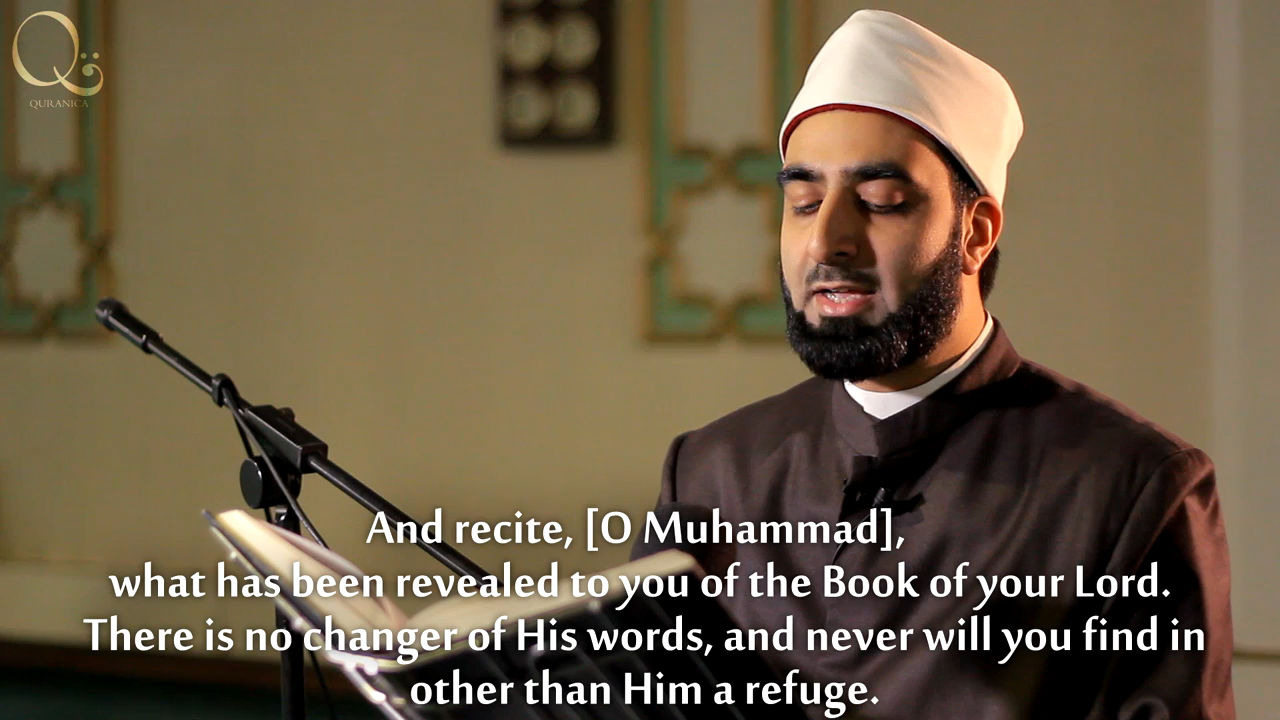 QURANICA
And recite, [O Muhammad],
what has been revealed to you of the Book of your Lord.
There is no changer of His words, and never will you find in
other than Him a refuge.